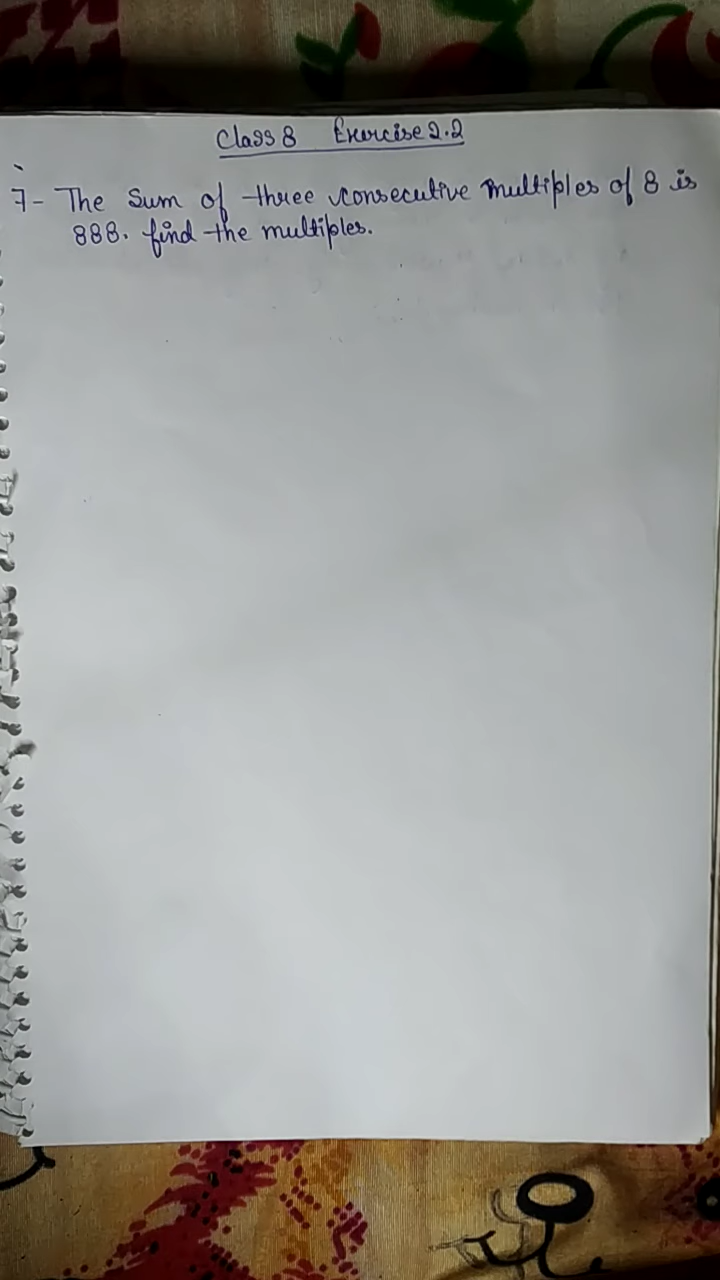 Class 8 Exercise 2.2
7- The Sum of three consecutive multiples of 8 is
888. find the multiples.